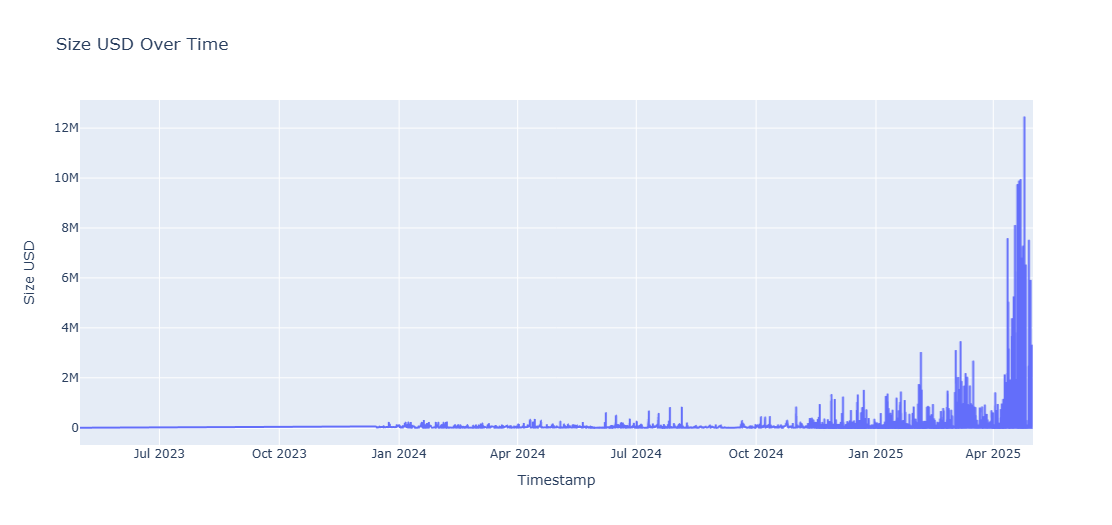 Size USD Over Time
12M
10M
8M
6M
4M
2M
0
Size USD
Jul 2023
Oct 2023
Jan 2024
Apr 2024
Jul 2024
Oct 2024
Jan 2025
Apr 2025
Timestamp